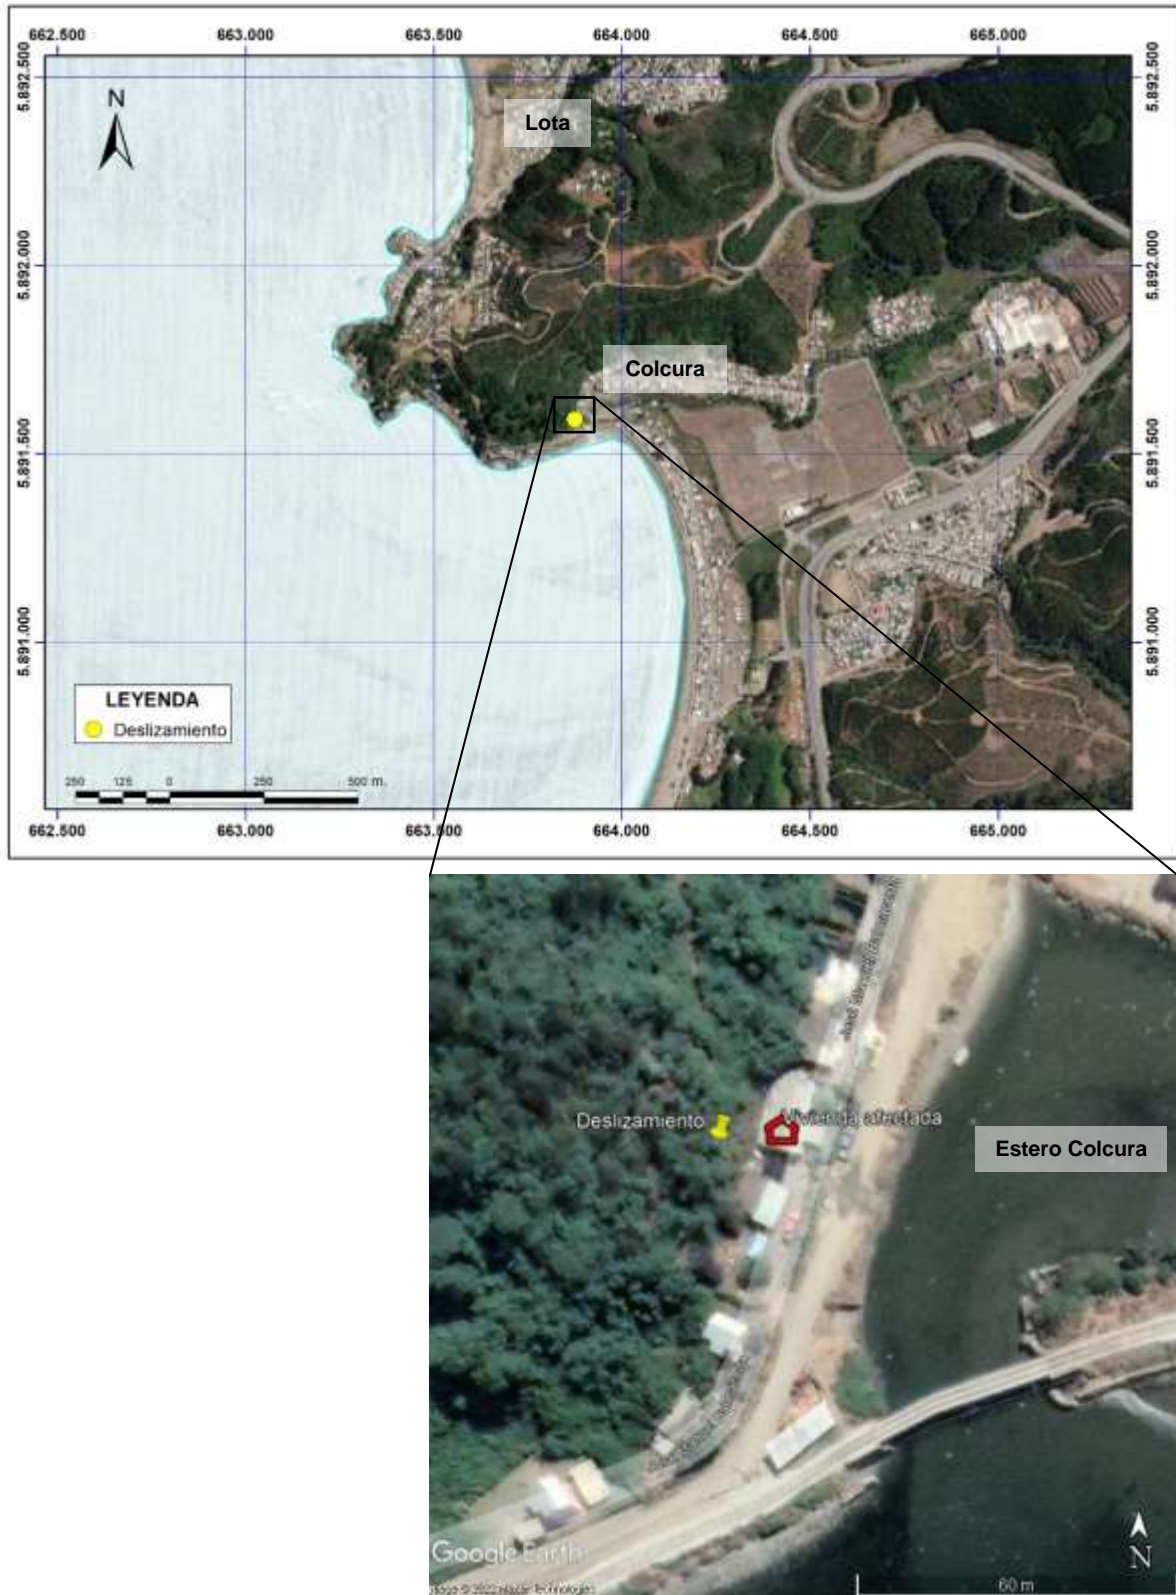 662.500 663.000 663.500 664.000 664.500 665.000
5.892.500 5.892.500
N
Lota
5.892.000 5.892.000
Colcura
5.891.500 5.891.500
5.891.000 5.891.000
LEYENDA
Deslizamiento
250 125 0 250 500 m.
662.500 663.000 663.500 664.000 664.500 665.000
Deslizamiento Vivienda afectada
Estero Colcura
Google Earth
N
60 m